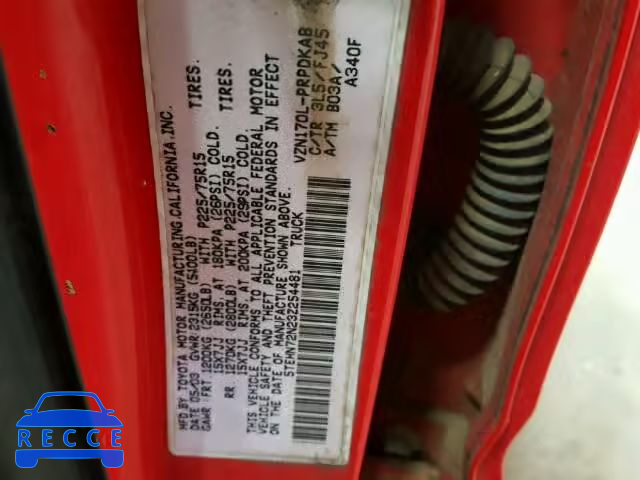 MFD BY TOYOTA MOTOR MANUFACTURING, CALIFORNIA, INC.
DATE 05/03 GVWR 2315KG (5100LB)
GAWR: FRT 1200KG (2650LB) WITH P225/75R15 TIRES,
15X7JJ RIMS, AT 180KPA (26PSI) COLD.
RR. 1270KG (2800LB) WITH P225/75R15 TIRES,
15X7JJ RIMS, AT 200KPA (29PSI) COLD.
THIS VEHICLE CONFORMS TO ALL APPLICABLE FEDERAL MOTOR
VEHICLE SAFETY AND THEFT PREVENTION STANDARDS IN EFFECT
ON THE DATE OF MANUFACTURE SHOWN ABOVE.
5TEHN72N23Z254481 TRUCK
VZN170L-PRPDKAB
C/TR 3L5/FJ45
A/TM B03A/
A340F
RECCE